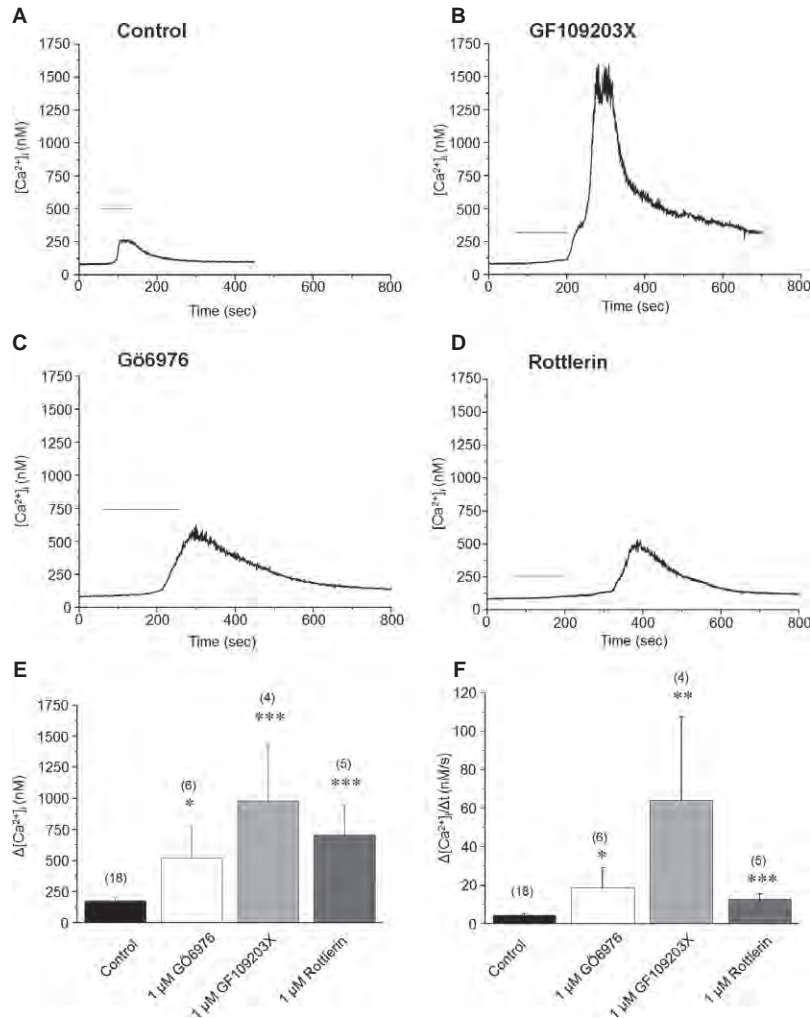 A
Control
1750
1500
1250
1000
750
500
250
0
[Ca²⁺]ᵢ (nM)
0 200 400 600 800
Time (sec)
B
GF109203X
1750
1500
1250
1000
750
500
250
0
[Ca²⁺]ᵢ (nM)
0 200 400 600 800
Time (sec)
C
Gö6976
1750
1500
1250
1000
750
500
250
0
[Ca²⁺]ᵢ (nM)
0 200 400 600 800
Time (sec)
D
Rottlerin
1750
1500
1250
1000
750
500
250
0
[Ca²⁺]ᵢ (nM)
0 200 400 600 800
Time (sec)
E
1750
1500
1250
1000
750
500
250
0
Δ[Ca²⁺]ᵢ (nM)
(18)
(6)
*
(4)
***
(5)
***
Control
1 µM GÖ6976
1 µM GF109203X
1 µM Rottlerin
F
120
100
80
60
40
20
0
Δ[Ca²⁺]ᵢ/Δt (nM/s)
(18)
(6)
*
(4)
**
(5)
***
Control
1 µM GÖ6976
1 µM GF109203X
1 µM Rottlerin